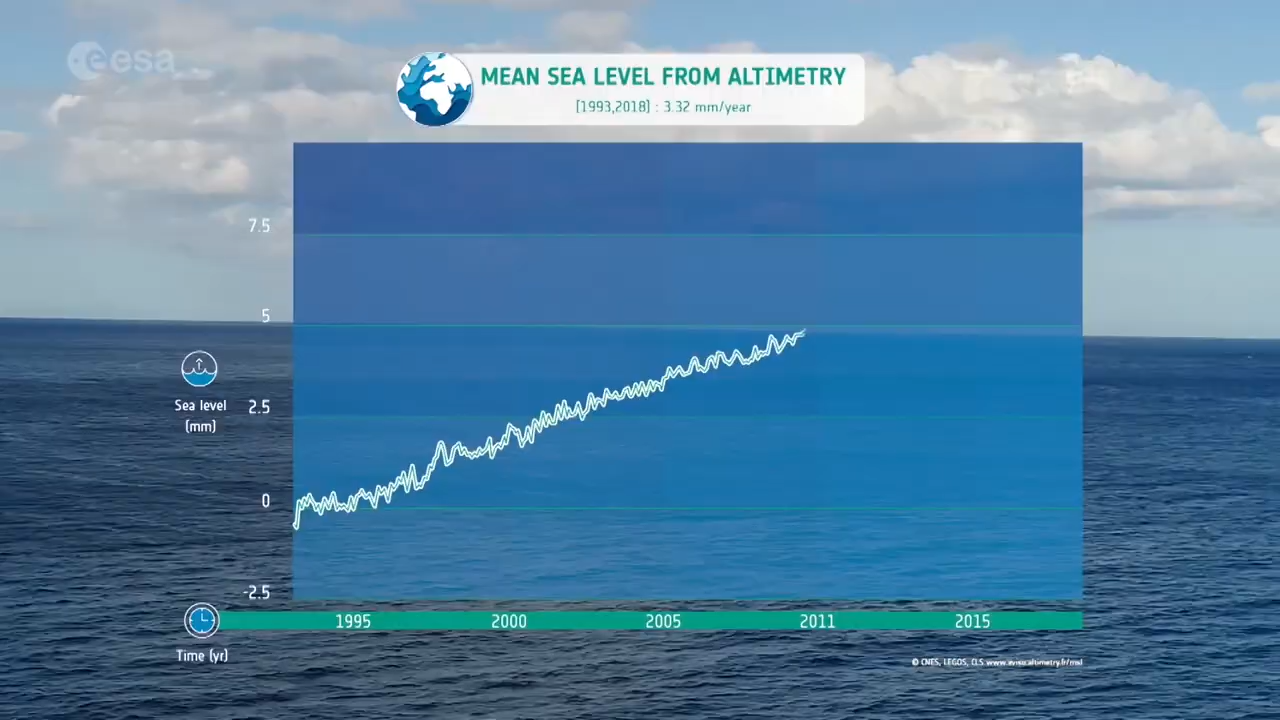 esa
MEAN SEA LEVEL FROM ALTIMETRY
[1993,2018] : 3.32 mm/year
7.5
5
2.5
0
-2.5
Sea level
(mm)
1995 2000 2005 2011 2015
Time (yr)
© CNES, LEGOS, CLS www.aviso.altimetry.fr/msl